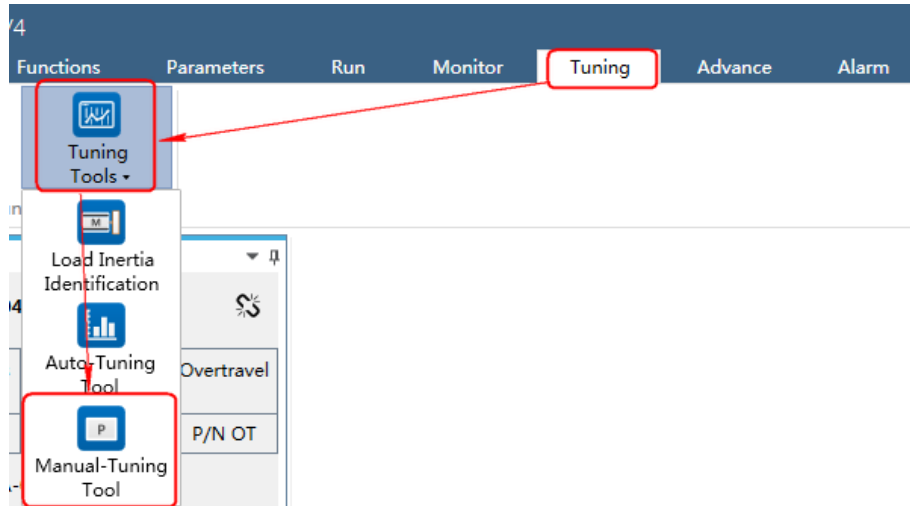 V4
Functions Parameters Run Monitor Tuning Advance Alarm
Tuning
Tools
M
Load Inertia
Identification
Auto-Tuning
Tool
Overtravel
P
P/N OT
Manual-Tuning
Tool